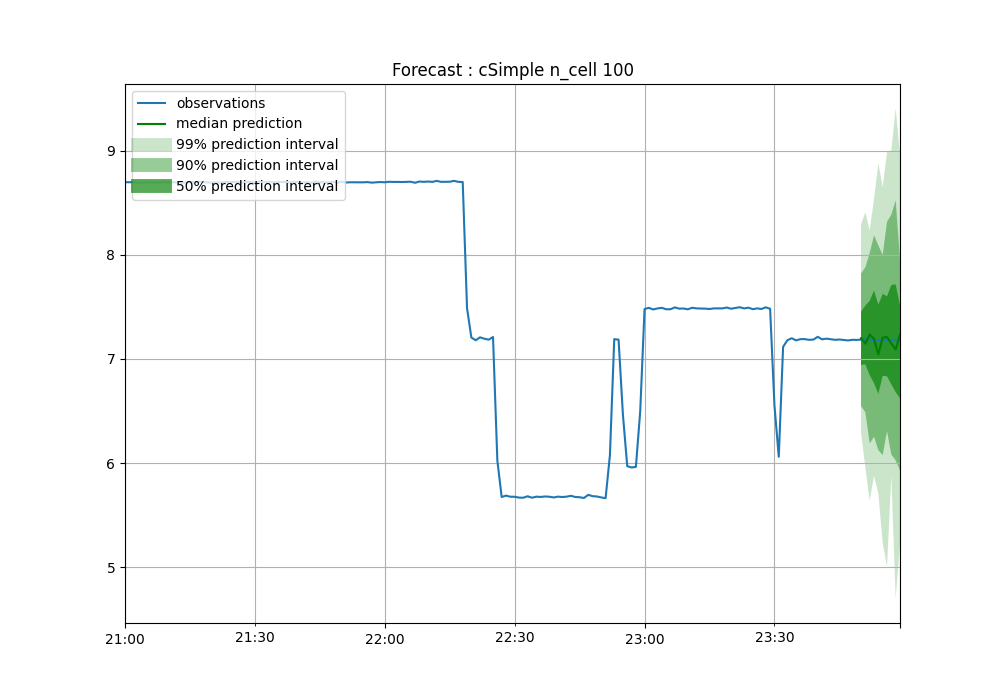 Forecast : cSimple n_cell 100
observations
median prediction
99% prediction interval
90% prediction interval
50% prediction interval
9
8
7
6
5
21:00 21:30 22:00 22:30 23:00 23:30